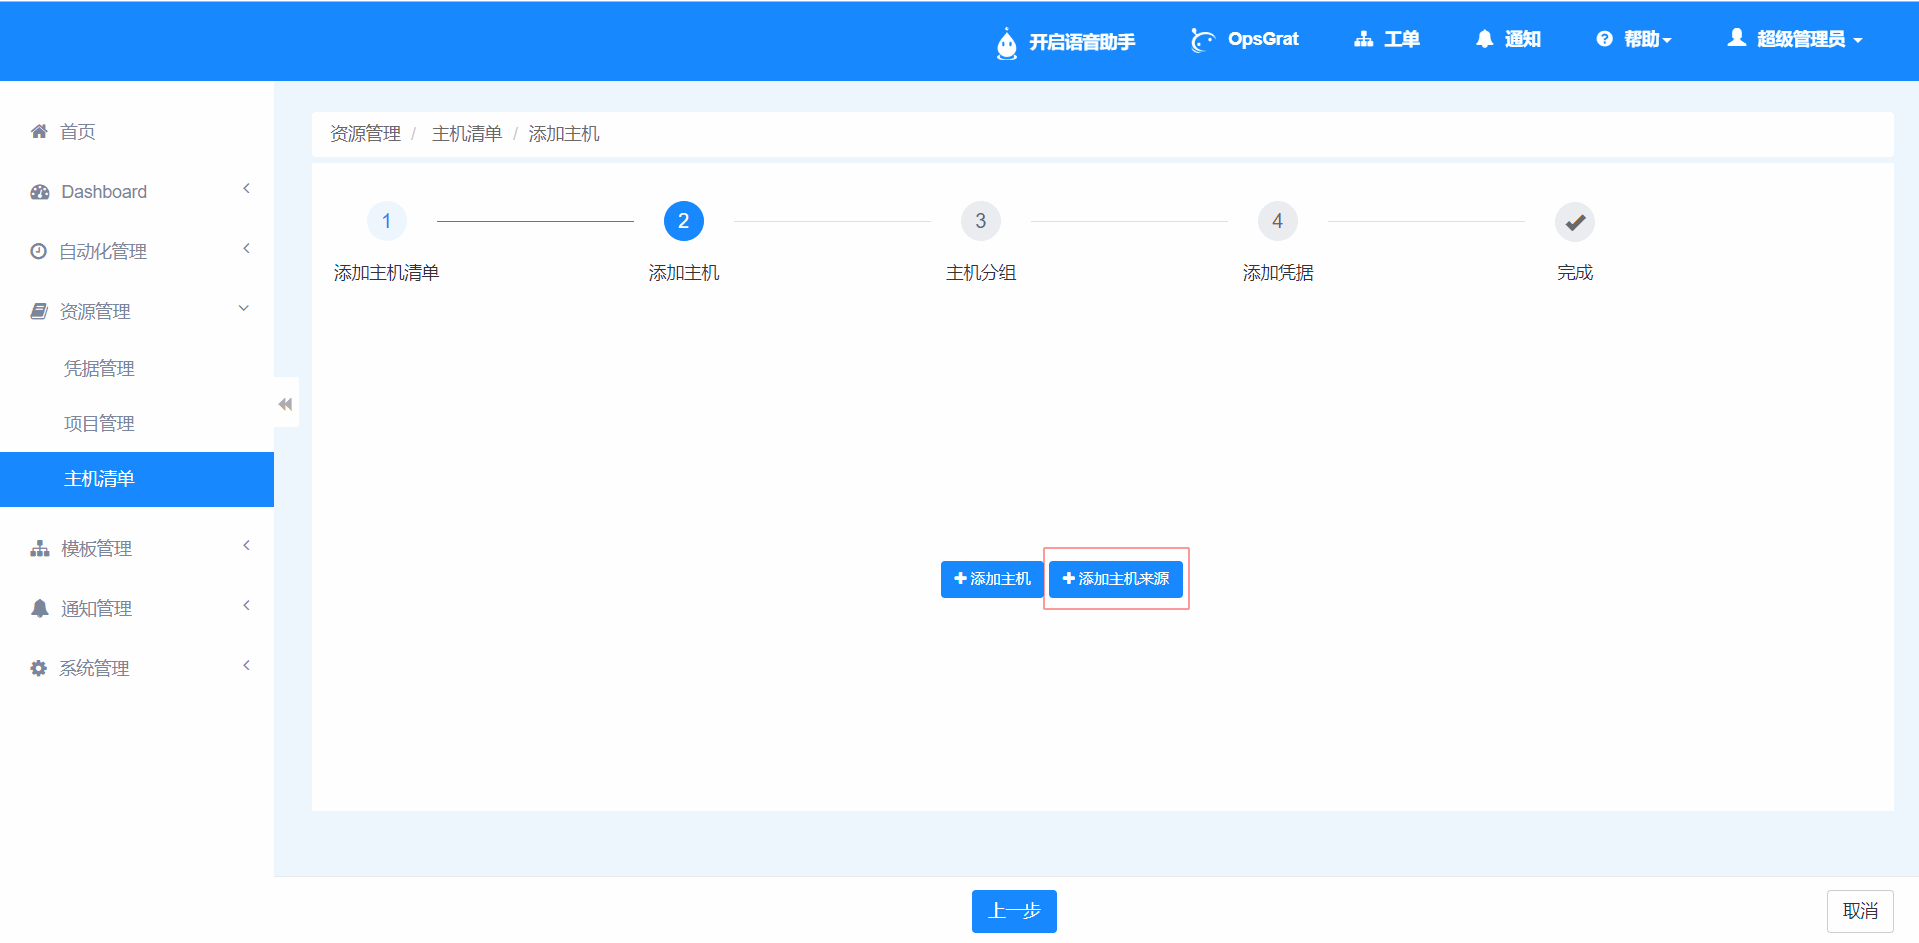 开启语音助手
OpsGrat
工单
通知
帮助
超级管理员
首页
Dashboard
自动化管理
资源管理
凭据管理
项目管理
主机清单
模板管理
通知管理
系统管理
资源管理 / 主机清单 / 添加主机
1 2 3 4
添加主机清单 添加主机 主机分组 添加凭据 完成
添加主机 添加主机来源
上一步 取消